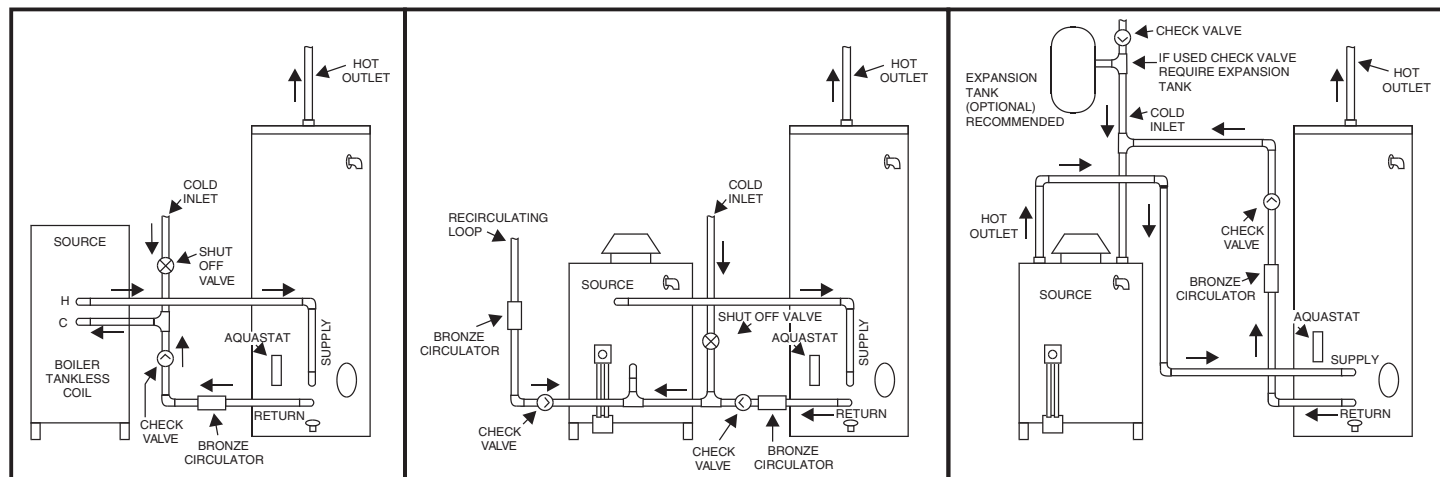 HOT
OUTLET
COLD
INLET
SOURCE
SHUT
OFF
VALVE
H
C
AQUASTAT
SUPPLY
BOILER
TANKLESS
COIL
RETURN
CHECK
VALVE
BRONZE
CIRCULATOR
HOT
OUTLET
COLD
INLET
RECIRCULATING
LOOP
SOURCE
SHUT OFF VALVE
BRONZE
CIRCULATOR
AQUASTAT
SUPPLY
RETURN
CHECK
VALVE
CHECK
VALVE
BRONZE
CIRCULATOR
CHECK VALVE
IF USED CHECK VALVE
REQUIRE EXPANSION
TANK
HOT
OUTLET
EXPANSION
TANK
(OPTIONAL)
RECOMMENDED
COLD
INLET
HOT
OUTLET
CHECK
VALVE
BRONZE
CIRCULATOR
SOURCE
AQUASTAT
SUPPLY
RETURN